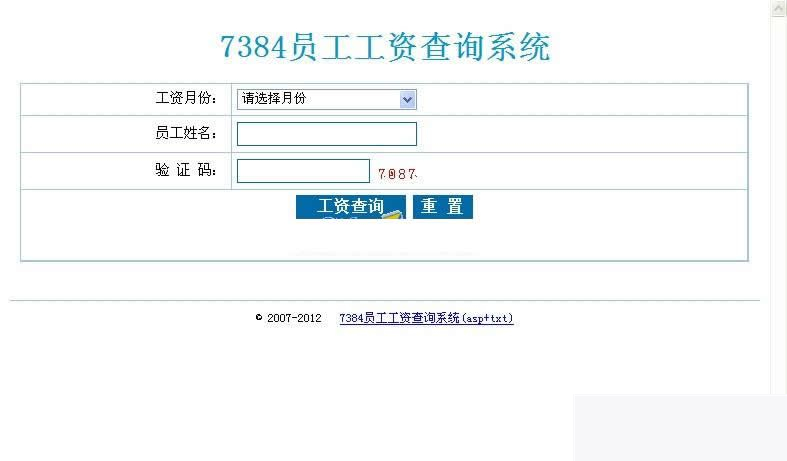 7384员工工资查询系统
工资月份: 请选择月份
员工姓名:
验 证 码: 7087
工资查询 重 置
© 2007-2012 7384员工工资查询系统(asp+txt)